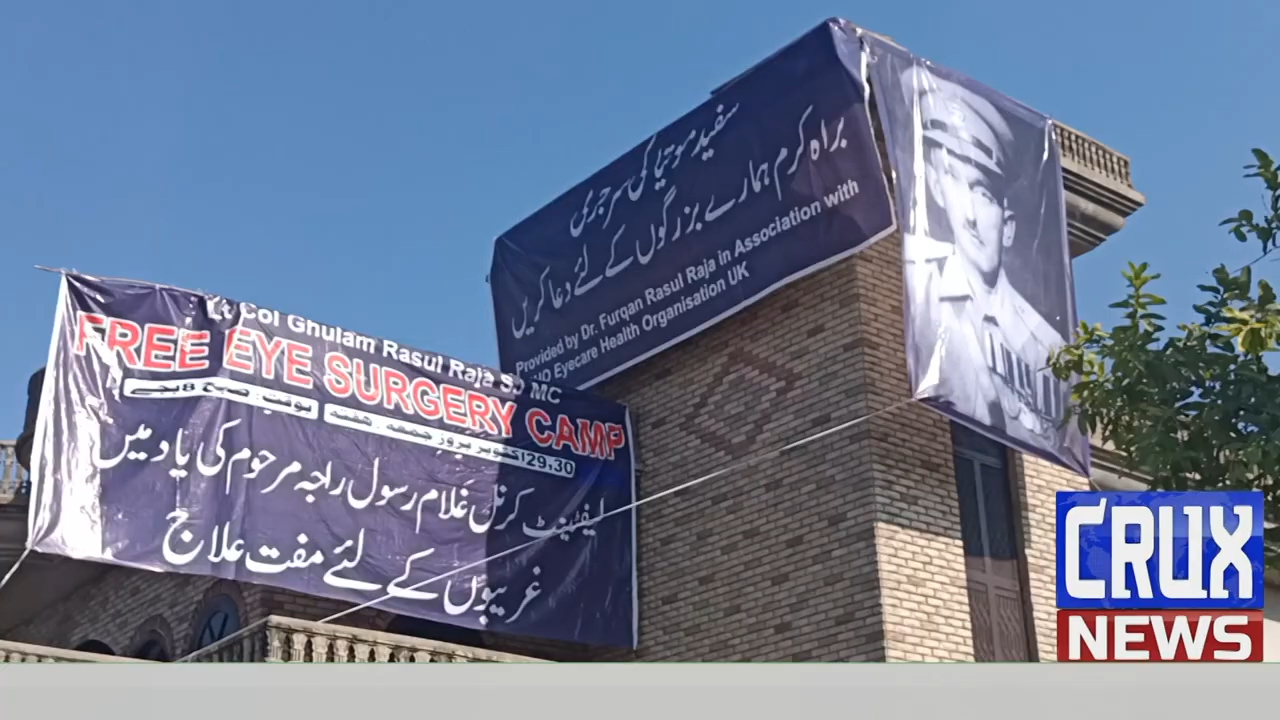 سفید موتیا کی سرجری
براہ کرم ہمارے بزرگوں کے لئے دعا کریں
Provided by Dr. Furqan Rasul Raja in Association with
Eyecare Health Organisation UK
Lt Col Ghulam Rasul Raja SJ MC
FREE EYE SURGERY CAMP
29,30 اکتوبر بروز جمعہ ہفتہ بوقت صبح 8 بجے
لیفٹیننٹ کرنل غلام رسول راجہ مرحوم کی یاد میں
غریبوں کے لئے مفت علاج
CRUX
NEWS